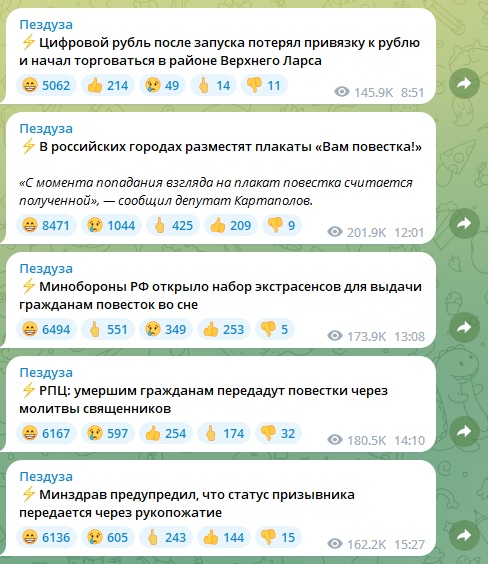 Пездуза
⚡Цифровой рубль после запуска потерял привязку к рублю
и начал торговаться в районе Верхнего Ларса
😁 5062 👍 214 😢 49 🖕 14 👎 11
145.9K 8:51
Пездуза
⚡В российских городах разместят плакаты «Вам повестка!»
«С момента попадания взгляда на плакат повестка считается
полученной», — сообщил депутат Картаполов.
😁 8471 😢 1044 🖕 425 👍 209 👎 9
201.9K 12:01
Пездуза
⚡Минобороны РФ открыло набор экстрасенсов для выдачи
гражданам повесток во сне
😁 6494 🖕 551 😢 349 👍 253 👎 5
173.9K 13:08
Пездуза
⚡РПЦ: умершим гражданам передадут повестки через
молитвы священников
😁 6167 😢 597 👍 254 🖕 174 👎 32
180.5K 14:10
Пездуза
⚡Минздрав предупредил, что статус призывника
передается через рукопожатие
😁 6136 😢 605 🖕 243 👍 144 👎 15
162.2K 15:27